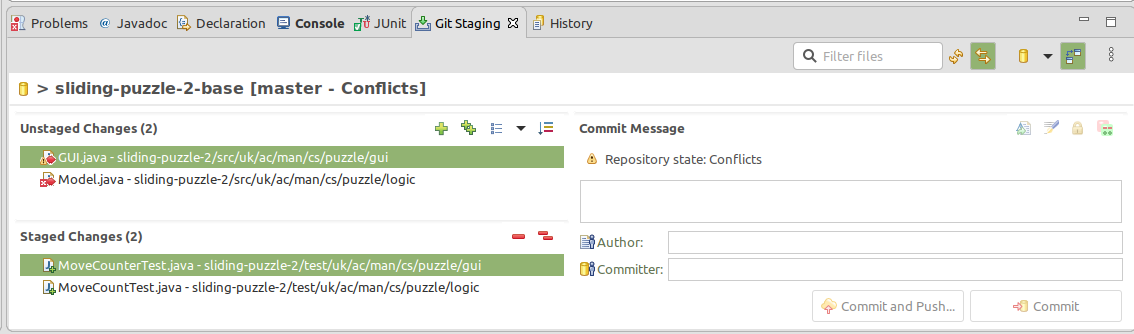 Problems @ Javadoc Declaration Console JUnit Git Staging History
Filter files
> sliding-puzzle-2-base [master - Conflicts]
Unstaged Changes (2)
GUI.java - sliding-puzzle-2/src/uk/ac/man/cs/puzzle/gui
Model.java - sliding-puzzle-2/src/uk/ac/man/cs/puzzle/logic
Staged Changes (2)
MoveCounterTest.java - sliding-puzzle-2/test/uk/ac/man/cs/puzzle/gui
MoveCountTest.java - sliding-puzzle-2/test/uk/ac/man/cs/puzzle/logic
Commit Message
Repository state: Conflicts
Author:
Committer:
Commit and Push... Commit